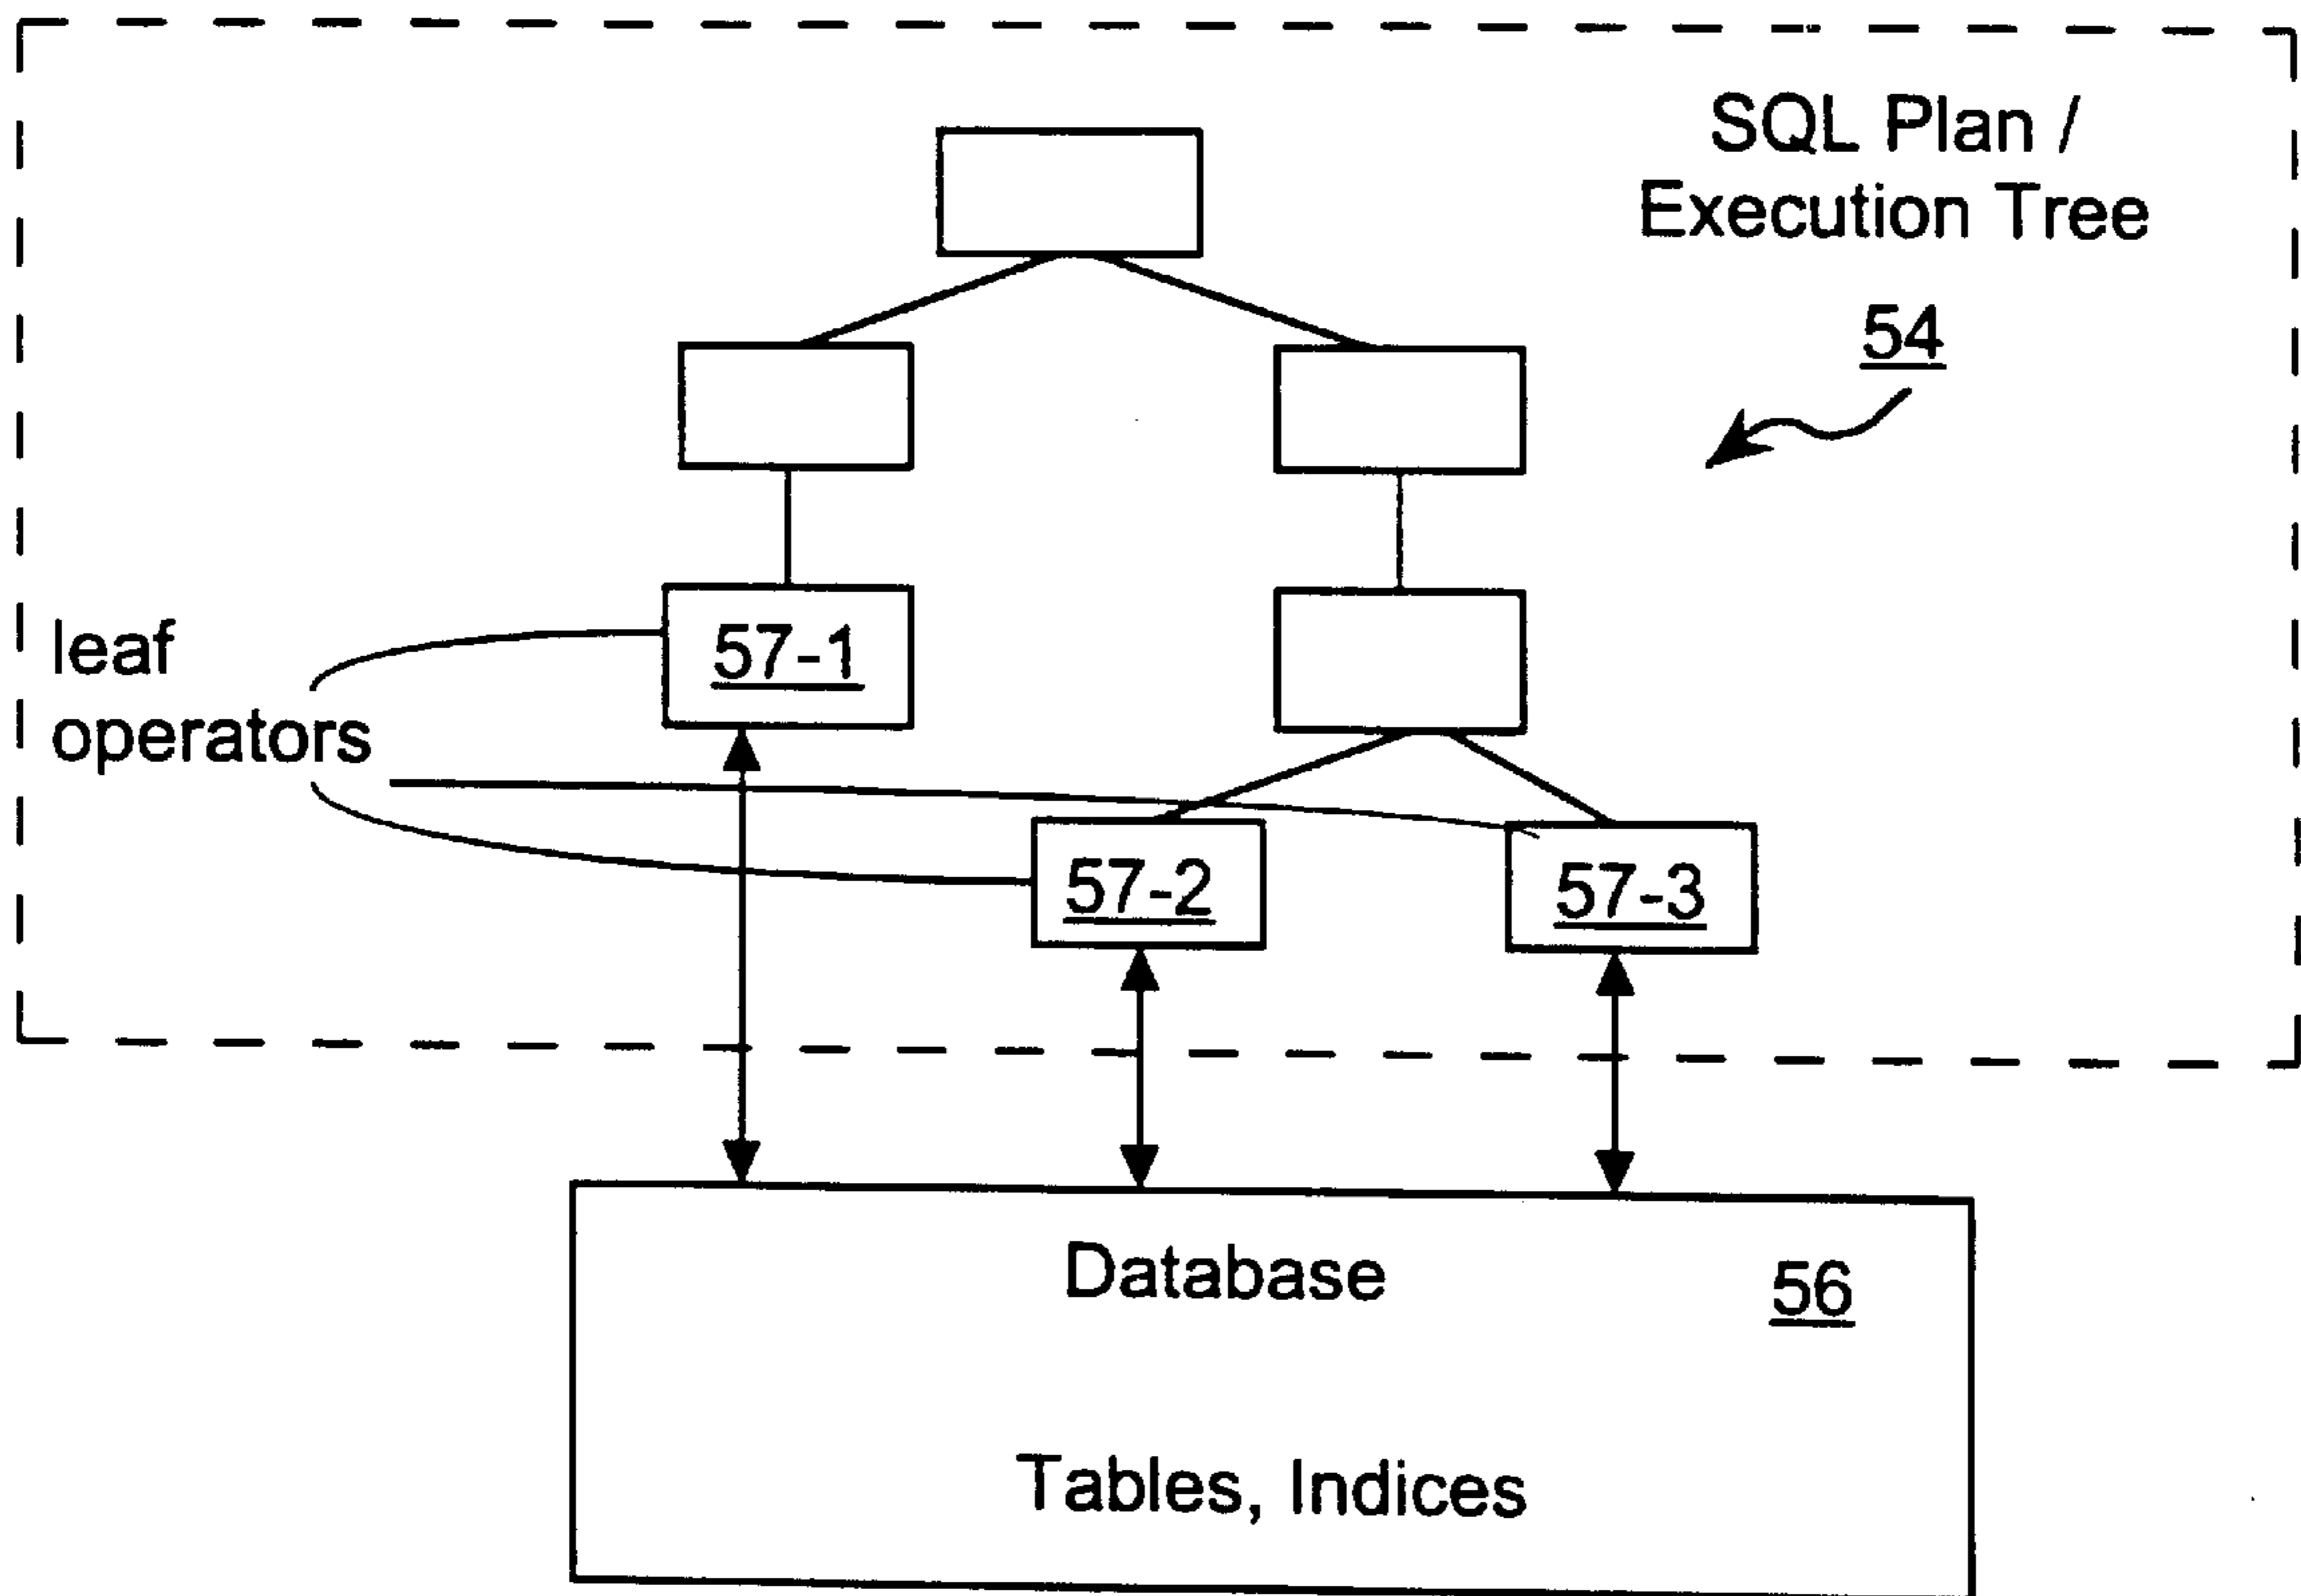 SQL Plan /
Execution Tree
54
leaf
operators
57-1
57-2
57-3
Database
56
Tables, Indices